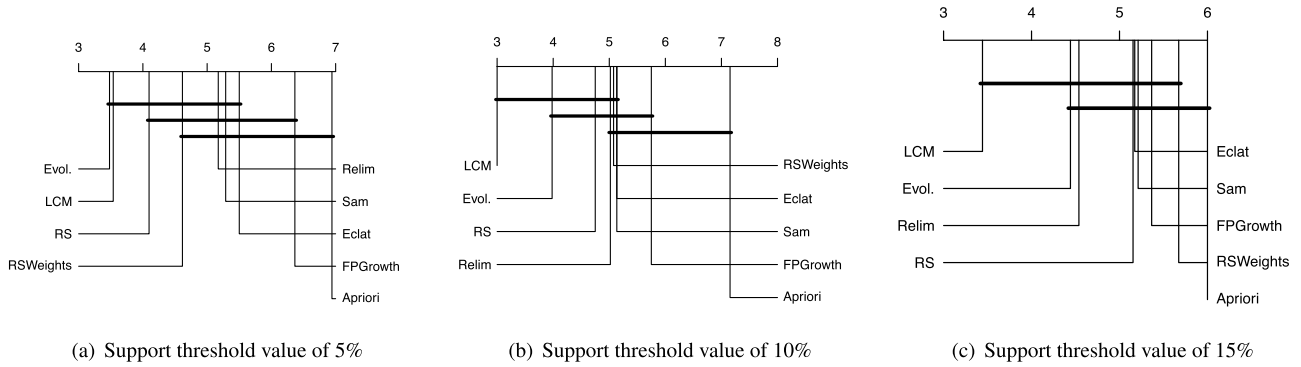 3 4 5 6 7
Evol. Relim
LCM Sam
RS Eclat
RSWeights FPGrowth
Apriori
(a) Support threshold value of 5%
3 4 5 6 7 8
LCM RSWeights
Evol. Eclat
RS Sam
Relim FPGrowth
Apriori
(b) Support threshold value of 10%
3 4 5 6
LCM Eclat
Evol. Sam
Relim FPGrowth
RS RSWeights
Apriori
(c) Support threshold value of 15%